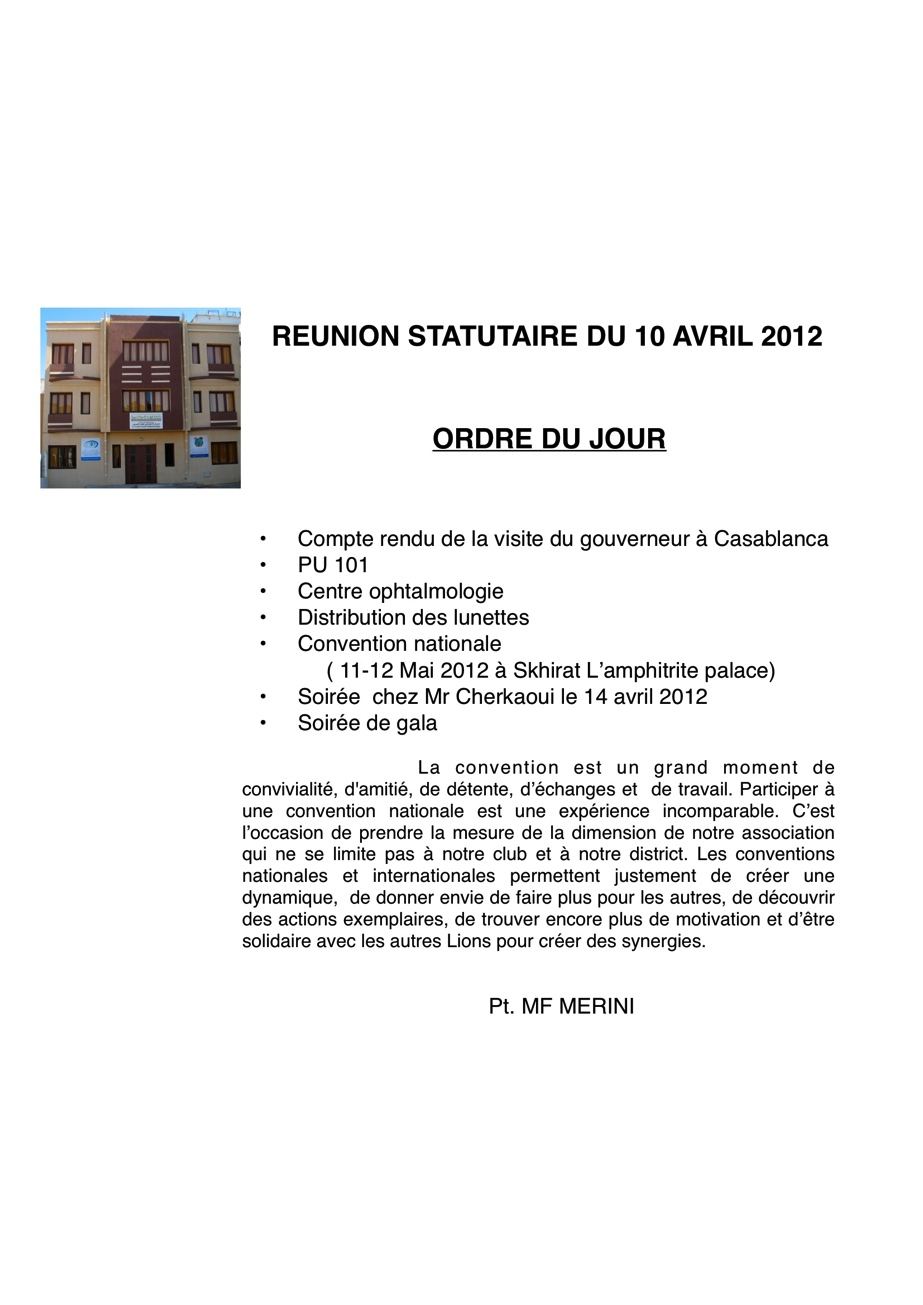 REUNION STATUTAIRE DU 10 AVRIL 2012
ORDRE DU JOUR
• Compte rendu de la visite du gouverneur à Casablanca
• PU 101
• Centre ophtalmologie
• Distribution des lunettes
• Convention nationale
( 11-12 Mai 2012 à Skhirat L’amphitrite palace)
• Soirée  chez Mr Cherkaoui le 14 avril 2012
• Soirée de gala
La convention est un grand moment de
convivialité, d'amitié, de détente, d’échanges et  de travail. Participer à
une convention nationale est une expérience incomparable. C’est
l’occasion de prendre la mesure de la dimension de notre association
qui ne se limite pas à notre club et à notre district. Les conventions
nationales et internationales permettent justement de créer une
dynamique,  de donner envie de faire plus pour les autres, de découvrir
des actions exemplaires, de trouver encore plus de motivation et d’être
solidaire avec les autres Lions pour créer des synergies.
Pt. MF MERINI